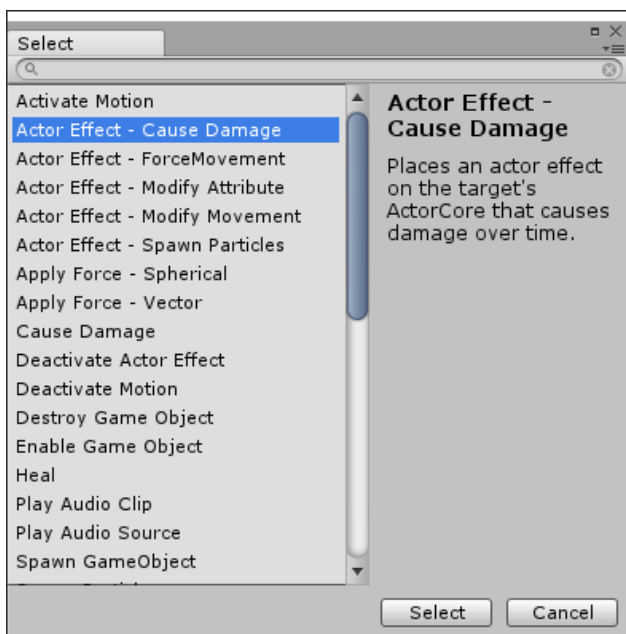 Select
Activate Motion
Actor Effect - Cause Damage
Actor Effect - ForceMovement
Actor Effect - Modify Attribute
Actor Effect - Modify Movement
Actor Effect - Spawn Particles
Apply Force - Spherical
Apply Force - Vector
Cause Damage
Deactivate Actor Effect
Deactivate Motion
Destroy Game Object
Enable Game Object
Heal
Play Audio Clip
Play Audio Source
Spawn GameObject
Actor Effect -
Cause Damage
Places an actor effect
on the target's
ActorCore that causes
damage over time.
Select
Cancel